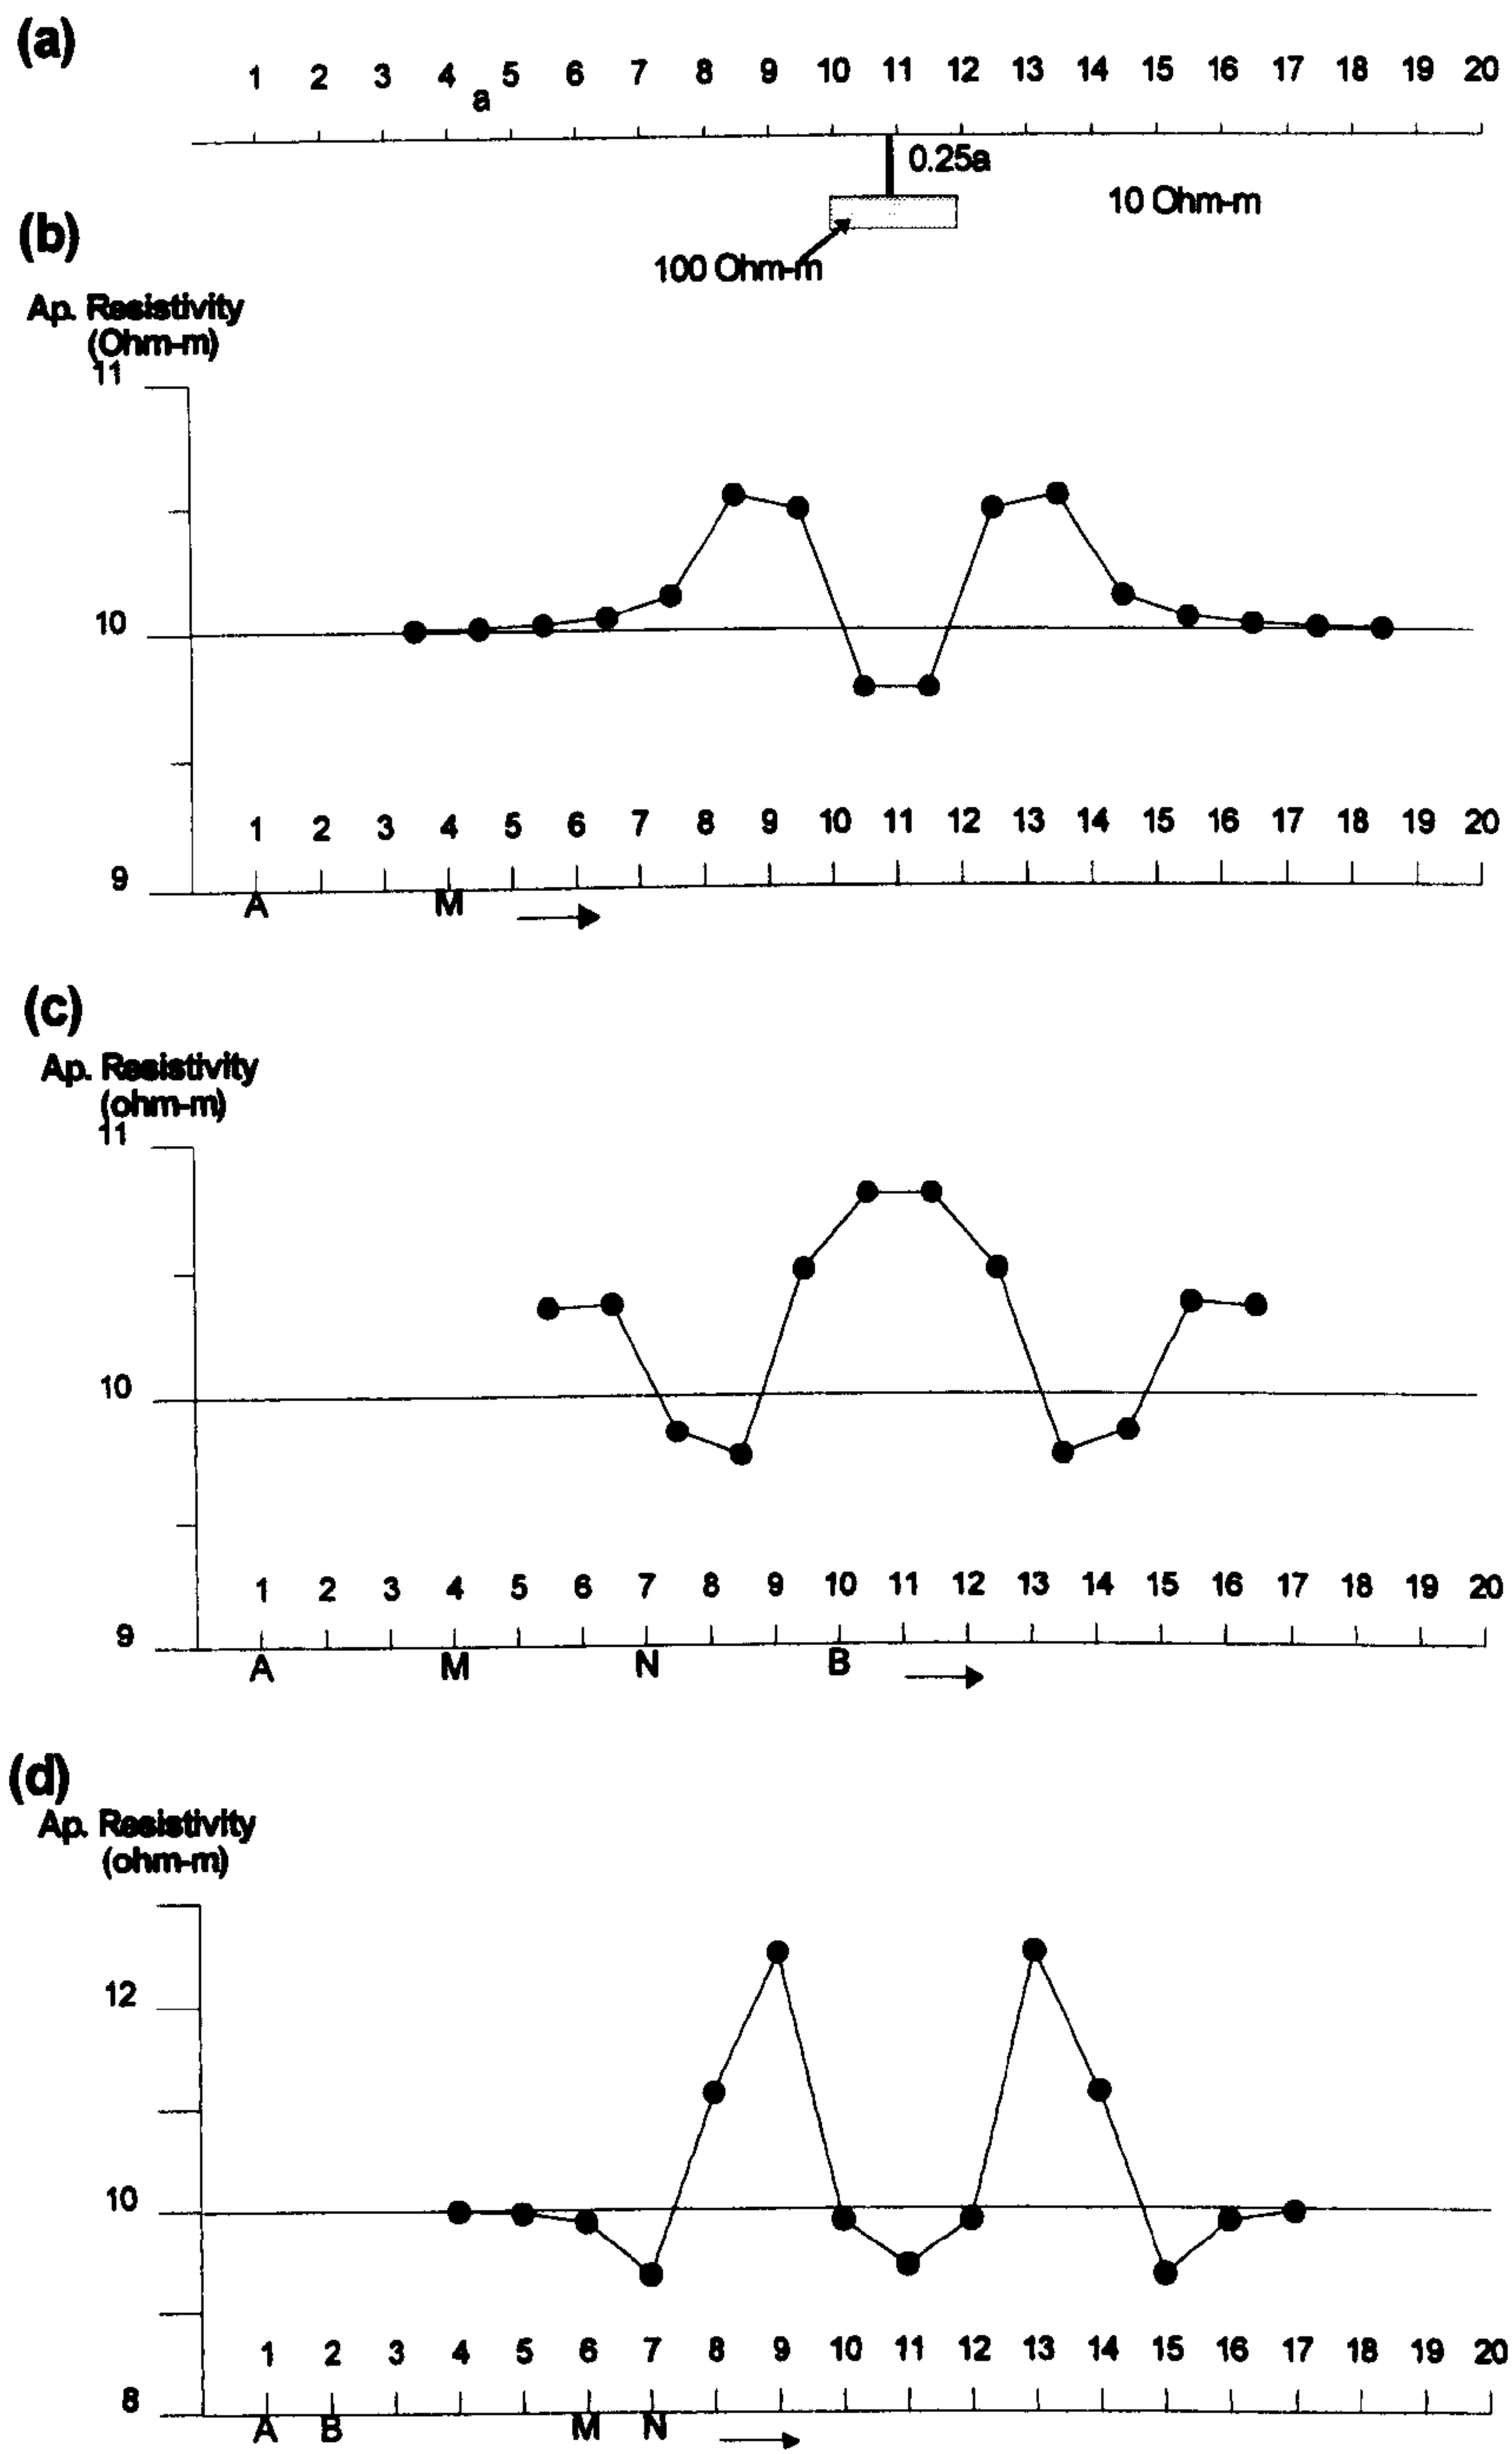 (a)
1 2 3 4 5 6 7 8 9 10 11 12 13 14 15 16 17 18 19 20
a
0.25a
10 Ohm-m
100 Ohm-m
(b)
Ap. Resistivity
(Ohm-m)
11
10
1 2 3 4 5 6 7 8 9 10 11 12 13 14 15 16 17 18 19 20
9
A M
(c)
Ap. Resistivity
(ohm-m)
11
10
1 2 3 4 5 6 7 8 9 10 11 12 13 14 15 16 17 18 19 20
9
A M N B
(d)
Ap. Resistivity
(ohm-m)
12
10
1 2 3 4 5 6 7 8 9 10 11 12 13 14 15 16 17 18 19 20
8
A B M N